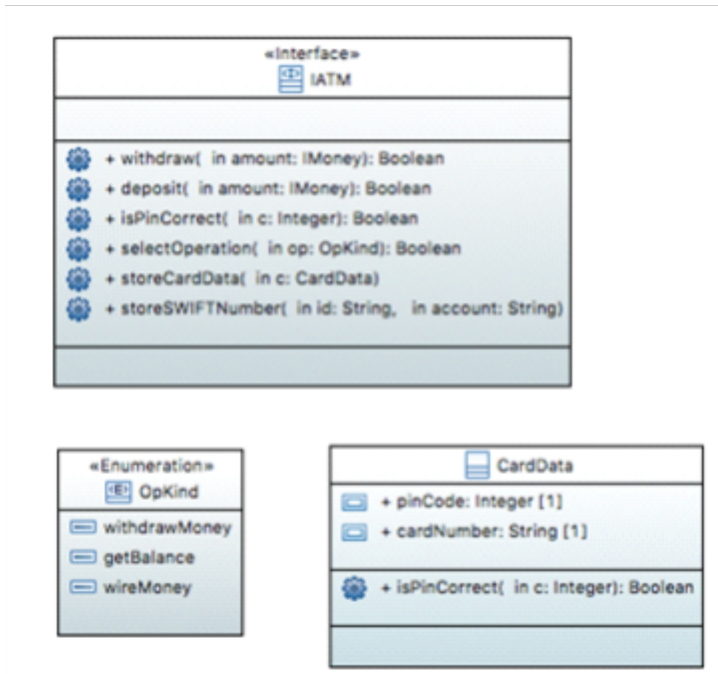 «Interface»
IATM
+ withdraw( in amount: IMoney): Boolean
+ deposit( in amount: IMoney): Boolean
+ isPinCorrect( in c: Integer): Boolean
+ selectOperation( in op: OpKind): Boolean
+ storeCardData( in c: CardData)
+ storeSWIFTNumber( in id: String, in account: String)
«Enumeration»
OpKind
withdrawMoney
getBalance
wireMoney
CardData
+ pinCode: Integer [1]
+ cardNumber: String [1]
+ isPinCorrect( in c: Integer): Boolean